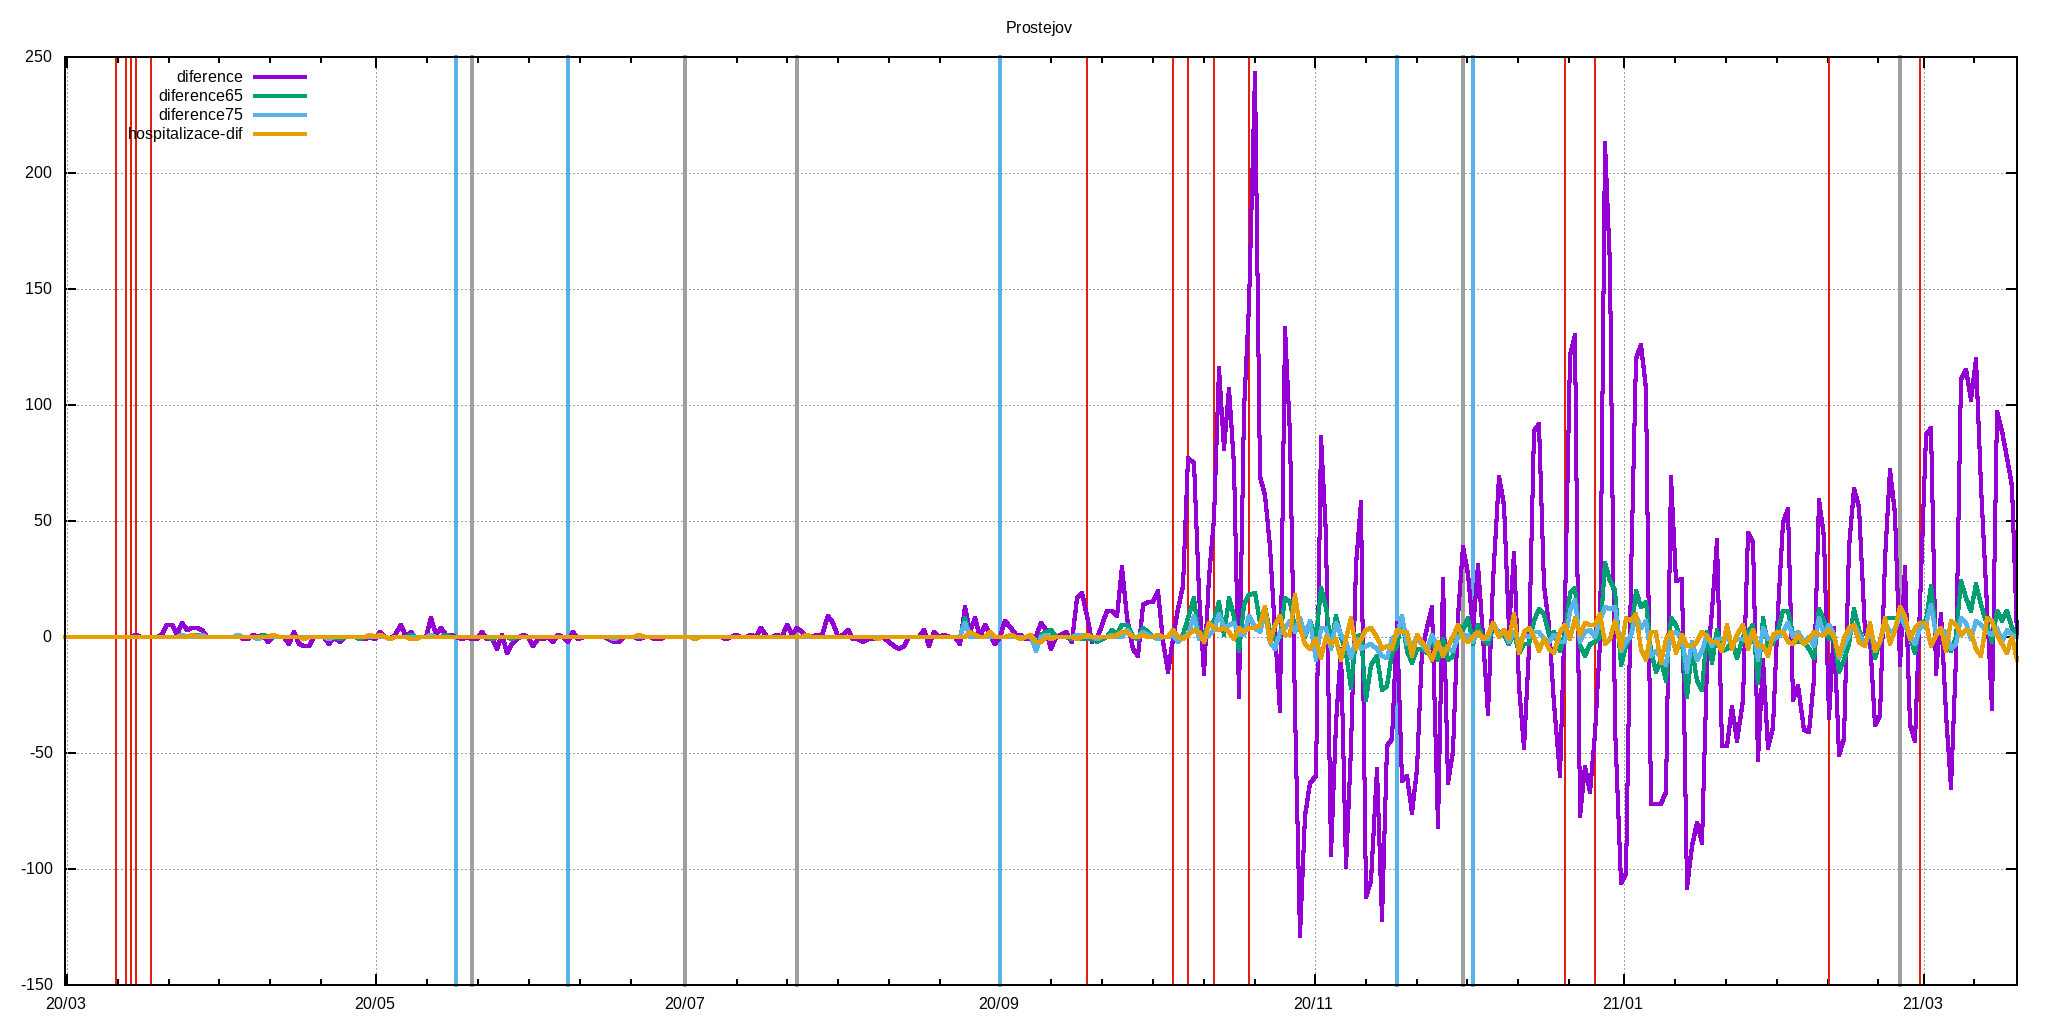 Prostejov
250
200
150
100
50
0
-50
-100
-150
diference
diference65
diference75
hospitalizace-dif
20/03 20/05 20/07 20/09 20/11 21/01 21/03